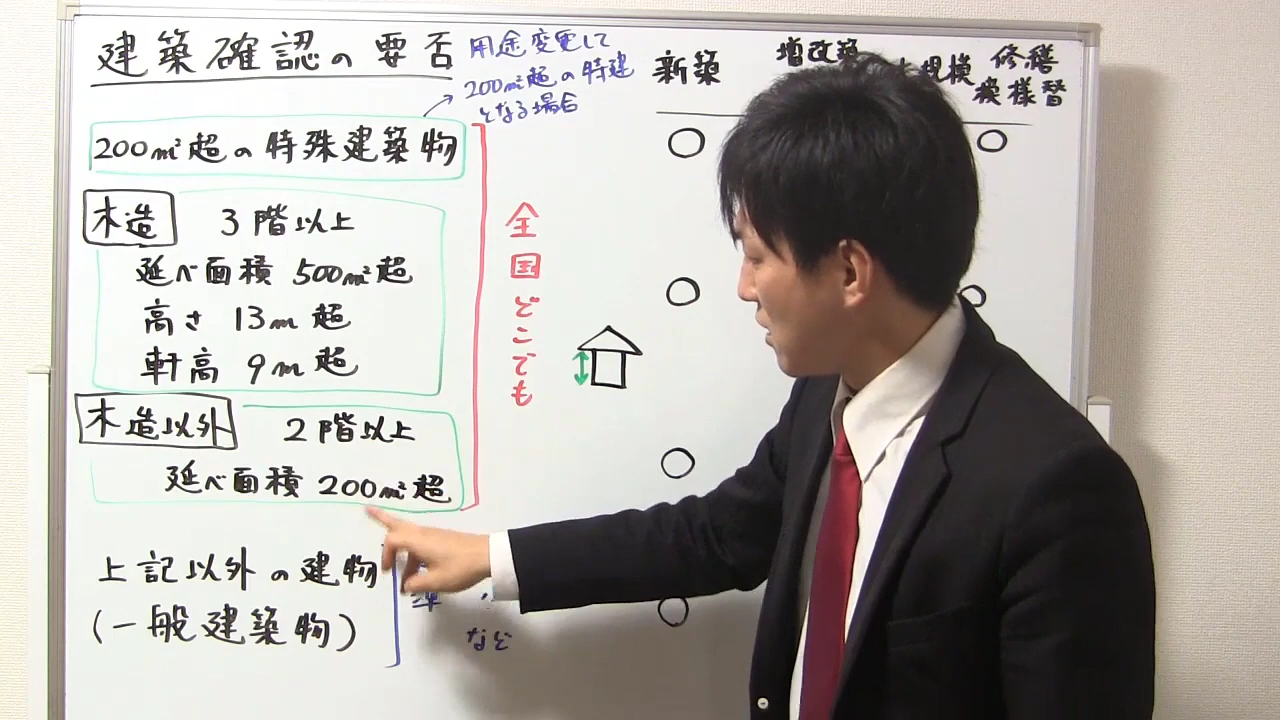 建築確認の要否
用途変更して
200㎡超の特建
となる場合
新築
増改築
規模
修繕
模様替
200㎡超の特殊建築物
木造
3階以上
延べ面積 500㎡超
高さ 13m超
軒高 9m超
木造以外
2階以上
延べ面積 200㎡超
全国どこでも
上記以外の建物
(一般建築物)
準
など